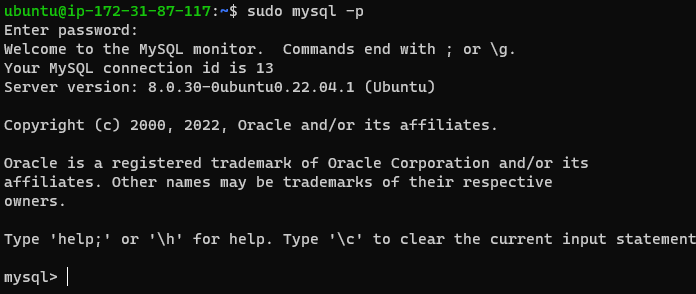 ubuntu@ip-172-31-87-117:~$ sudo mysql -p
Enter password:
Welcome to the MySQL monitor.  Commands end with ; or \g.
Your MySQL connection id is 13
Server version: 8.0.30-0ubuntu0.22.04.1 (Ubuntu)
Copyright (c) 2000, 2022, Oracle and/or its affiliates.
Oracle is a registered trademark of Oracle Corporation and/or its
affiliates. Other names may be trademarks of their respective
owners.
Type 'help;' or '\h' for help. Type '\c' to clear the current input statement
mysql>